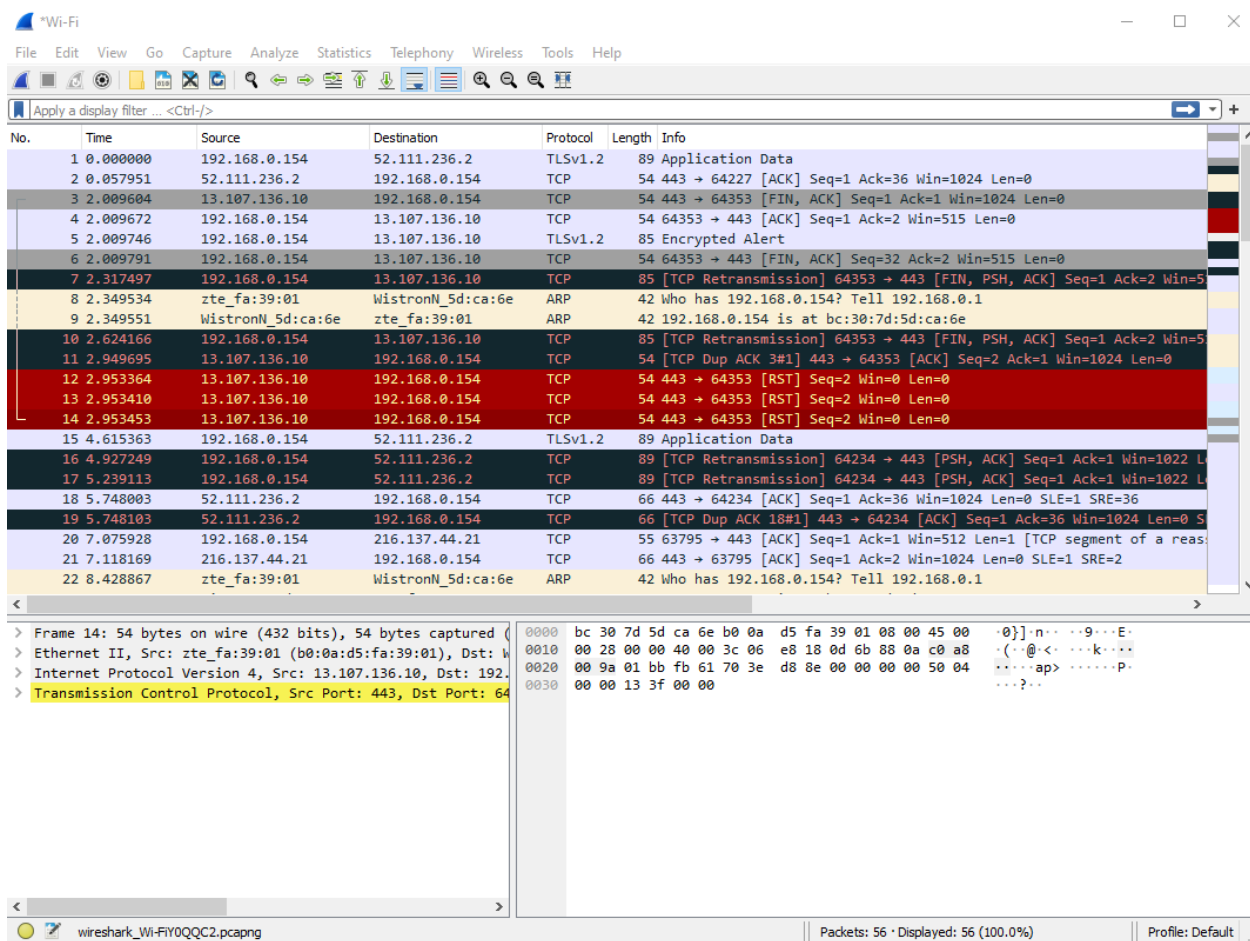 *Wi-Fi
File Edit View Go Capture Analyze Statistics Telephony Wireless Tools Help
Apply a display filter ... <Ctrl-/>
No. Time Source Destination Protocol Length Info
1 0.000000 192.168.0.154 52.111.236.2 TLSv1.2 89 Application Data
2 0.057951 52.111.236.2 192.168.0.154 TCP 54 443 → 64227 [ACK] Seq=1 Ack=36 Win=1024 Len=0
3 2.009604 13.107.136.10 192.168.0.154 TCP 54 443 → 64353 [FIN, ACK] Seq=1 Ack=1 Win=1024 Len=0
4 2.009672 192.168.0.154 13.107.136.10 TCP 54 64353 → 443 [ACK] Seq=1 Ack=2 Win=515 Len=0
5 2.009746 192.168.0.154 13.107.136.10 TLSv1.2 85 Encrypted Alert
6 2.009791 192.168.0.154 13.107.136.10 TCP 54 64353 → 443 [FIN, ACK] Seq=32 Ack=2 Win=515 Len=0
7 2.317497 192.168.0.154 13.107.136.10 TCP 85 [TCP Retransmission] 64353 → 443 [FIN, PSH, ACK] Seq=1 Ack=2 Win=5
8 2.349534 zte_fa:39:01 WistronN_5d:ca:6e ARP 42 Who has 192.168.0.154? Tell 192.168.0.1
9 2.349551 WistronN_5d:ca:6e zte_fa:39:01 ARP 42 192.168.0.154 is at bc:30:7d:5d:ca:6e
10 2.624166 192.168.0.154 13.107.136.10 TCP 85 [TCP Retransmission] 64353 → 443 [FIN, PSH, ACK] Seq=1 Ack=2 Win=5
11 2.949695 13.107.136.10 192.168.0.154 TCP 54 [TCP Dup ACK 3#1] 443 → 64353 [ACK] Seq=2 Ack=1 Win=1024 Len=0
12 2.953364 13.107.136.10 192.168.0.154 TCP 54 443 → 64353 [RST] Seq=2 Win=0 Len=0
13 2.953410 13.107.136.10 192.168.0.154 TCP 54 443 → 64353 [RST] Seq=2 Win=0 Len=0
14 2.953453 13.107.136.10 192.168.0.154 TCP 54 443 → 64353 [RST] Seq=2 Win=0 Len=0
15 4.615363 192.168.0.154 52.111.236.2 TLSv1.2 89 Application Data
16 4.927249 192.168.0.154 52.111.236.2 TCP 89 [TCP Retransmission] 64234 → 443 [PSH, ACK] Seq=1 Ack=1 Win=1022 L
17 5.239113 192.168.0.154 52.111.236.2 TCP 89 [TCP Retransmission] 64234 → 443 [PSH, ACK] Seq=1 Ack=1 Win=1022 L
18 5.748003 52.111.236.2 192.168.0.154 TCP 66 443 → 64234 [ACK] Seq=1 Ack=36 Win=1024 Len=0 SLE=1 SRE=36
19 5.748103 52.111.236.2 192.168.0.154 TCP 66 [TCP Dup ACK 18#1] 443 → 64234 [ACK] Seq=1 Ack=36 Win=1024 Len=0 S
20 7.075928 192.168.0.154 216.137.44.21 TCP 55 63795 → 443 [ACK] Seq=1 Ack=1 Win=512 Len=1 [TCP segment of a reas
21 7.118169 216.137.44.21 192.168.0.154 TCP 66 443 → 63795 [ACK] Seq=1 Ack=2 Win=1024 Len=0 SLE=1 SRE=2
22 8.428867 zte_fa:39:01 WistronN_5d:ca:6e ARP 42 Who has 192.168.0.154? Tell 192.168.0.1
Frame 14: 54 bytes on wire (432 bits), 54 bytes captured (
Ethernet II, Src: zte_fa:39:01 (b0:0a:d5:fa:39:01), Dst: W
Internet Protocol Version 4, Src: 13.107.136.10, Dst: 192.
Transmission Control Protocol, Src Port: 443, Dst Port: 64
0000 bc 30 7d 5d ca 6e b0 0a d5 fa 39 01 08 00 45 00 ·0}]·n·· ··9···E·
0010 00 28 00 00 40 00 3c 06 e8 18 0d 6b 88 0a c0 a8 ·(··@·<· ···k····
0020 00 9a 01 bb fb 61 70 3e d8 8e 00 00 00 00 50 04 ·····ap> ······P·
0030 00 00 13 3f 00 00 ···?··
wireshark_Wi-FiY0QQC2.pcapng
Packets: 56 · Displayed: 56 (100.0%)
Profile: Default